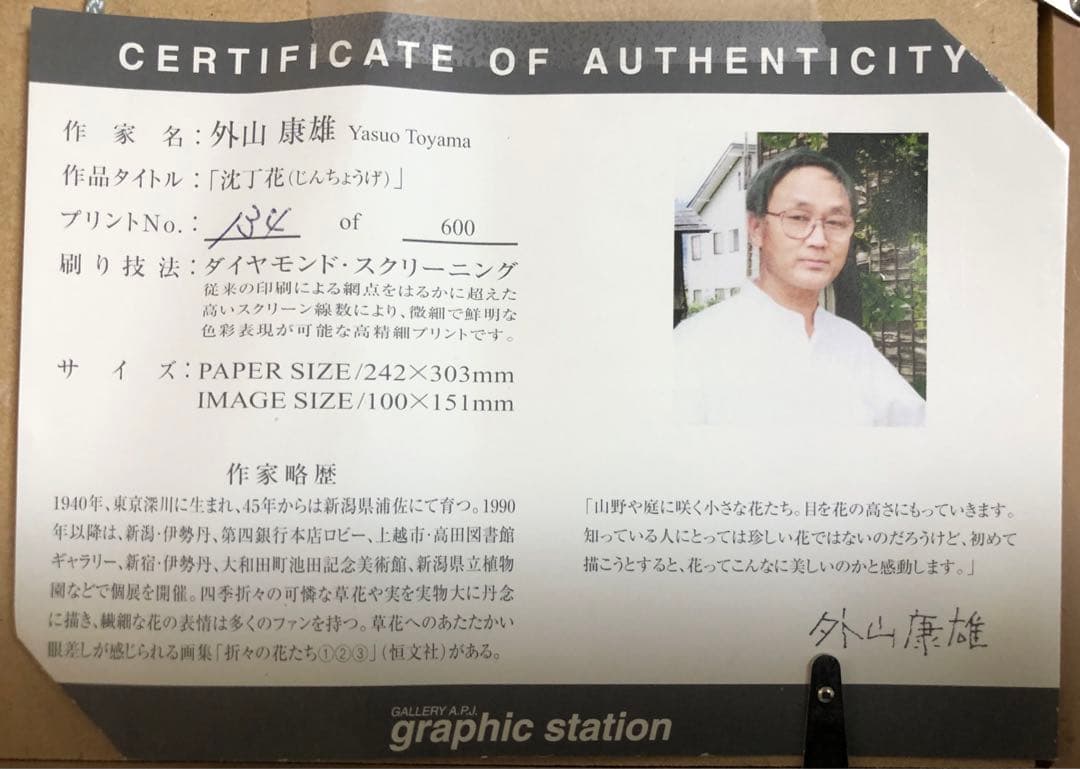 CERTIFICATE OF AUTHENTICITY
作家名：外山 康雄 Yasuo Toyama
作品タイトル：「沈丁花（じんちょうげ）」
プリントNo.：134 of 600
刷り技法：ダイヤモンド・スクリーニング
従来の印刷による網点をはるかに超えた
高いスクリーン線数により、微細で鮮明な
色彩表現が可能な高精細プリントです。
サイズ：PAPER SIZE/242×303mm
IMAGE SIZE/100×151mm
作家略歴
1940年、東京深川に生まれ、45年からは新潟県浦佐にて育つ。1990
年以降は、新潟・伊勢丹、第四銀行本店ロビー、上越市・高田図書館
ギャラリー、新宿・伊勢丹、大和田町池田記念美術館、新潟県立植物
園などで個展を開催。四季折々の可憐な草花や実を実物大に丹念
に描き、繊細な花の表情は多くのファンを持つ。草花へのあたたかい
眼差しが感じられる画集「折々の花たち①②③」（恒文社）がある。
「山野や庭に咲く小さな花たち。目を花の高さにもっていきます。
知っている人にとっては珍しい花ではないのだろうけど、初めて
描こうとすると、花ってこんなに美しいのかと感動します。」
外山康雄
GALLERY A.P.J.
graphic station